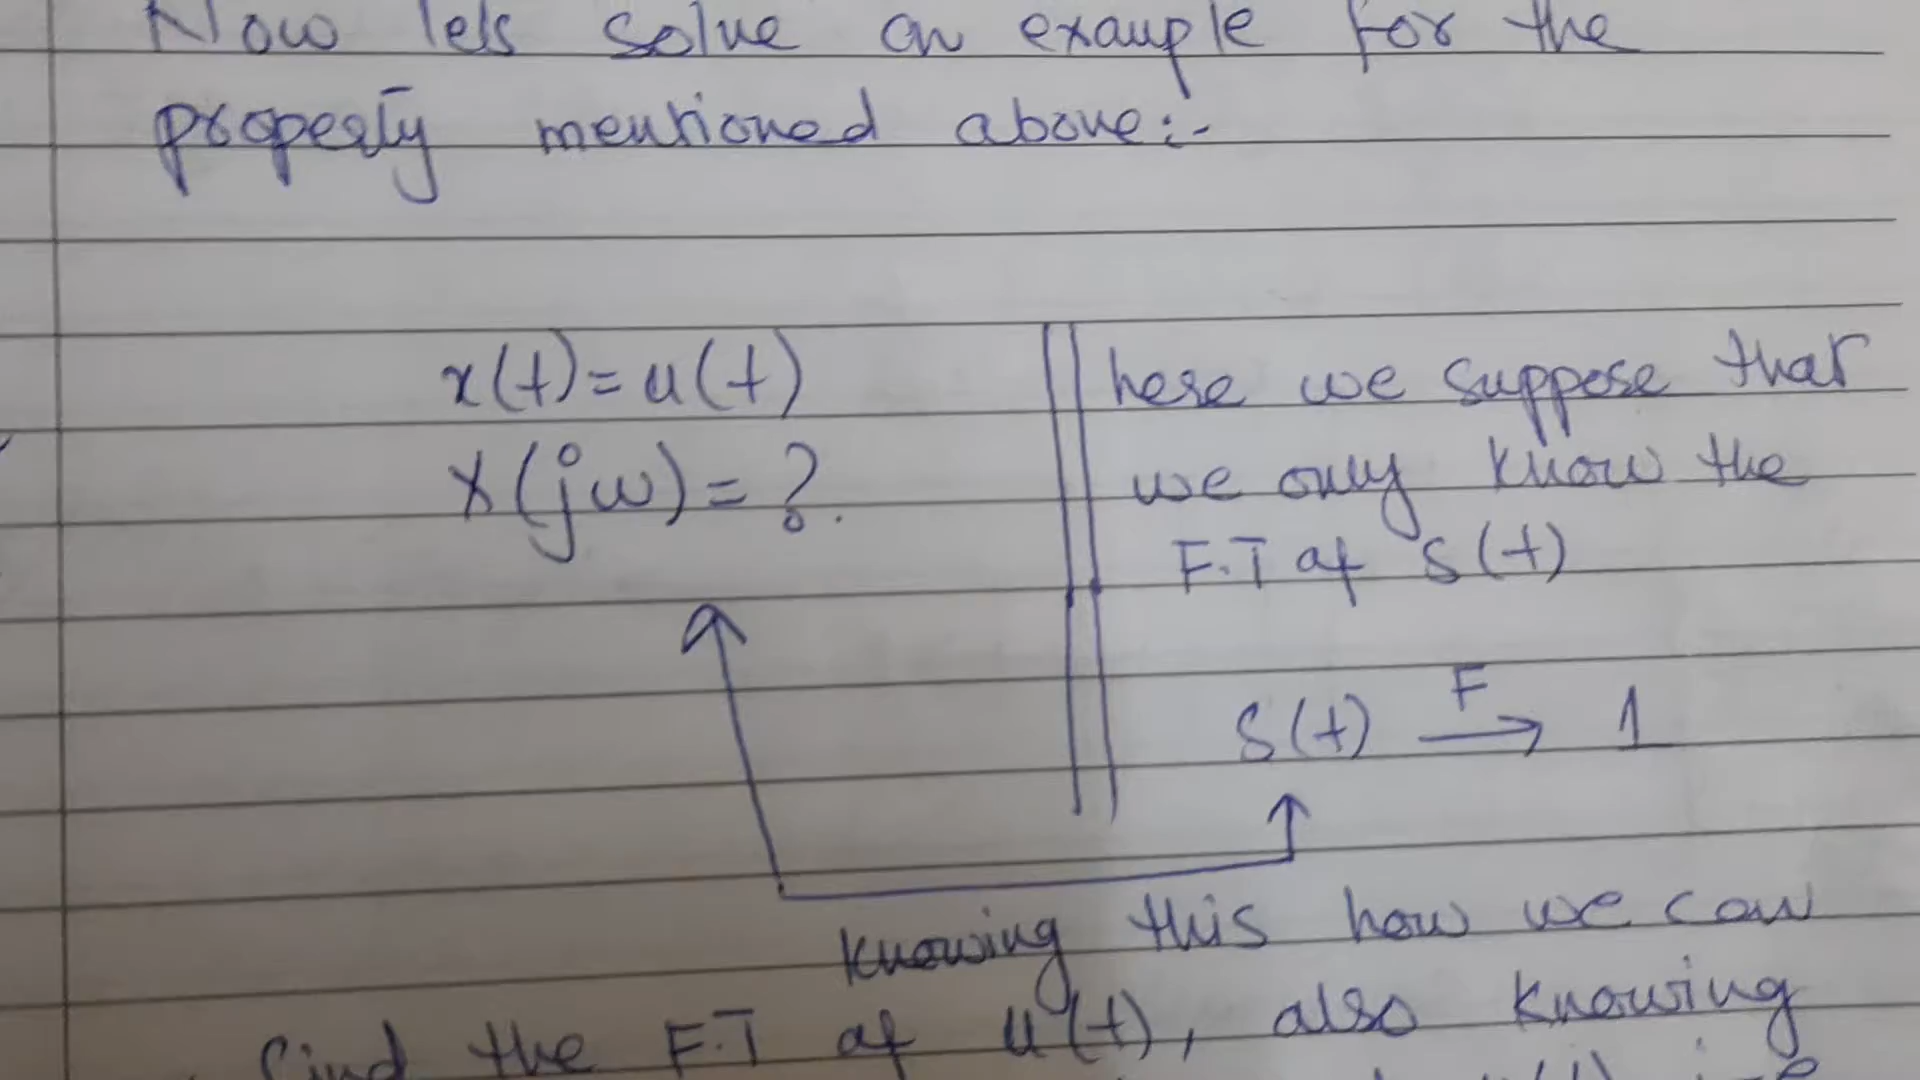 Now lets solve an example for the
property mentioned above:-
x(t)=u(t)
X(jw)=?.
here we suppose that
we only know the
F.T of δ(t)
δ(t) F→ 1
knowing this how we can
find the F.T of u(t), also knowing